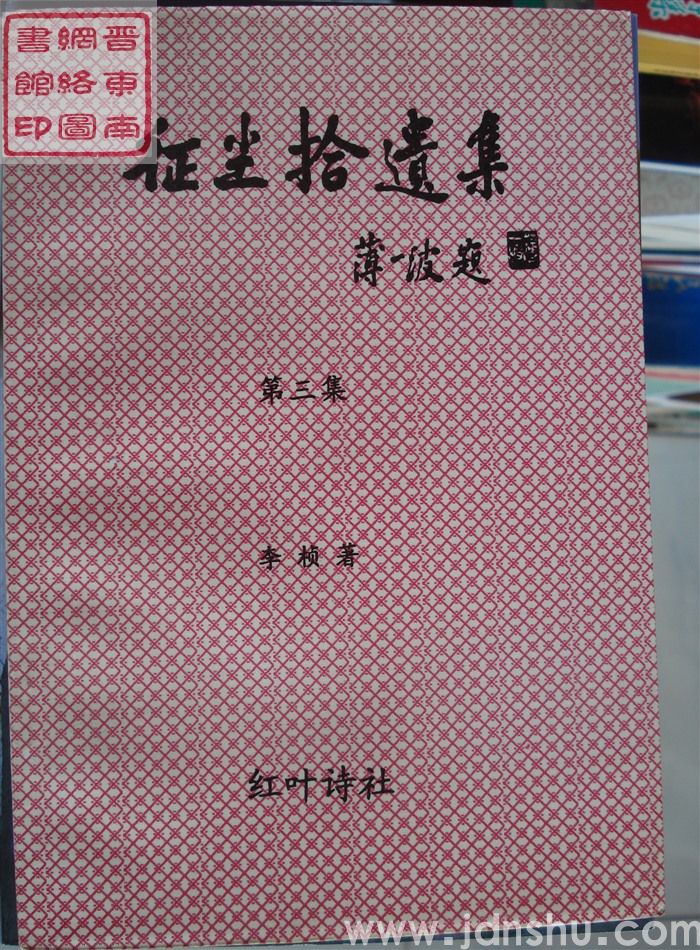 晋東南
網絡圖
書館印
征尘拾遗集
薄一波题
第三集
李桢著
红叶诗社
www.jdnshu.com